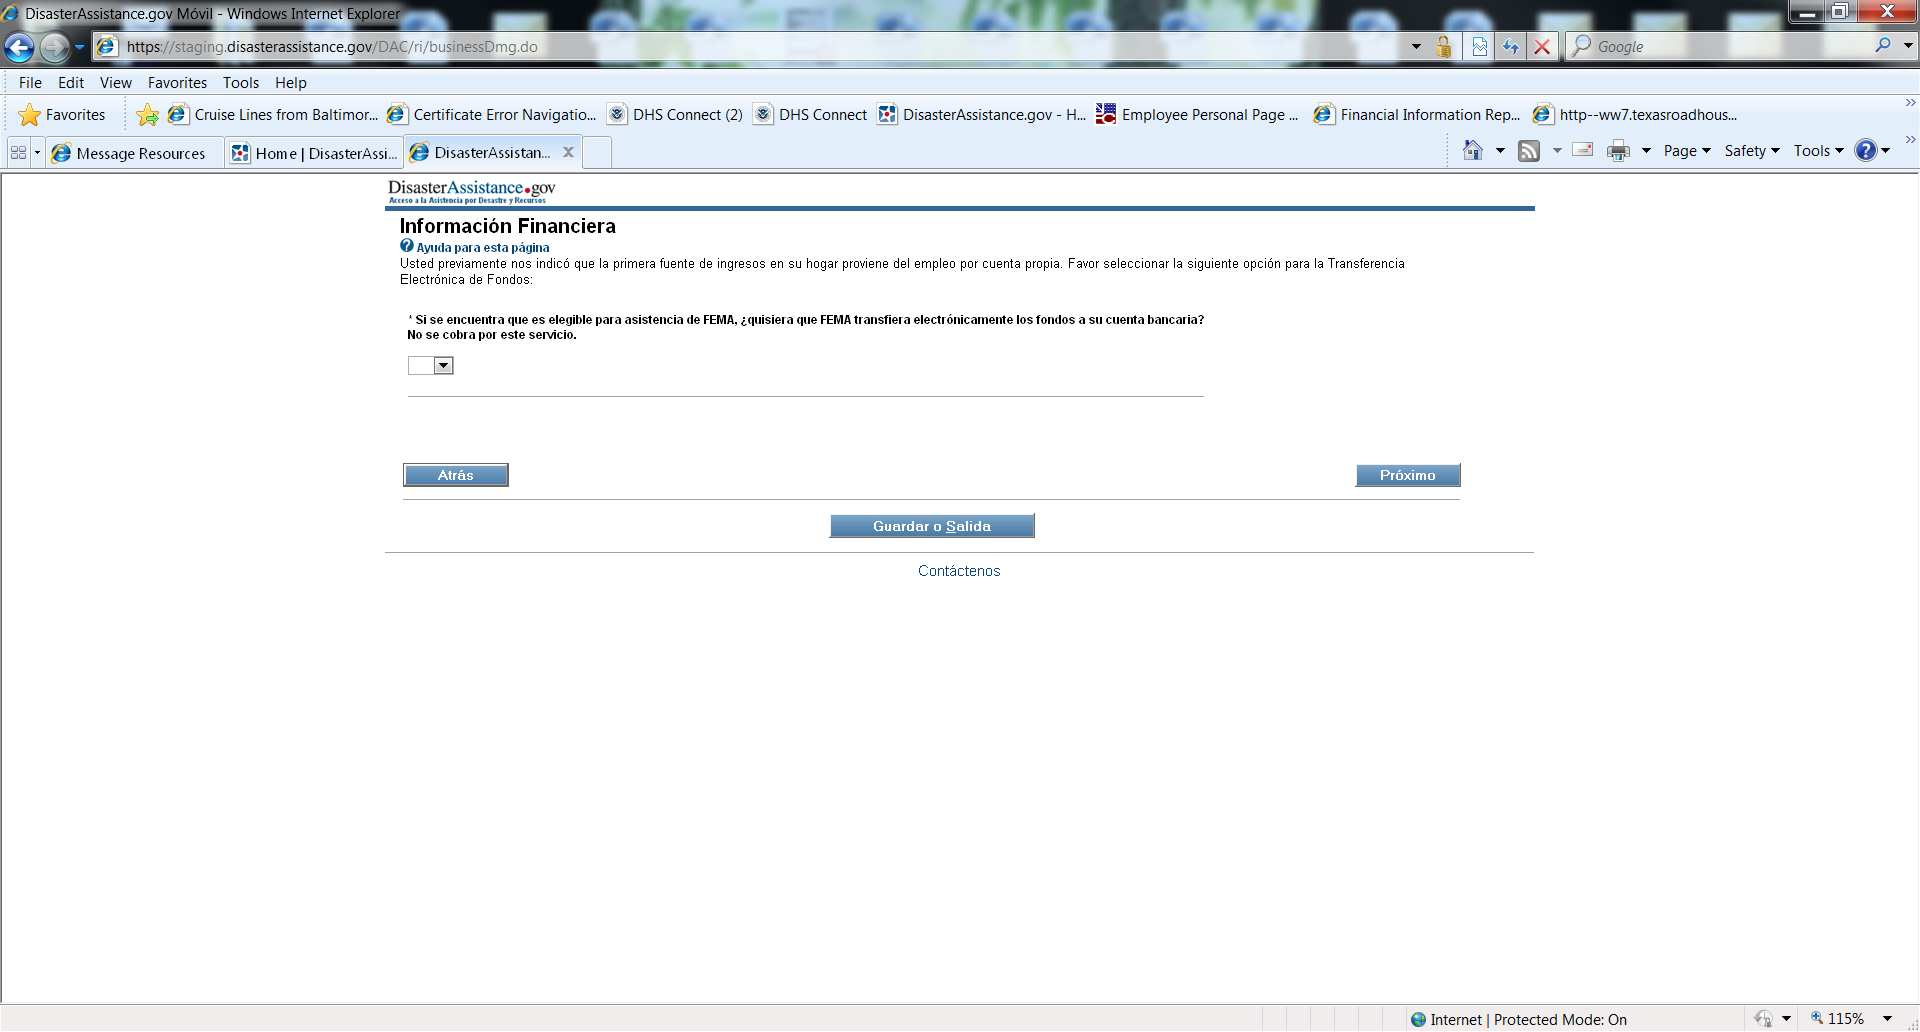 DisasterAssistance.gov Móvil - Windows Internet Explorer
https://staging.disasterassistance.gov/DAC/ri/businessDmg.do
Google
File Edit View Favorites Tools Help
Favorites Cruise Lines from Baltimor... Certificate Error Navigatio... DHS Connect (2) DHS Connect DisasterAssistance.gov - H... Employee Personal Page ... Financial Information Rep... http--ww7.texasroadhous...
Message Resources Home | DisasterAssi... DisasterAssistan... Page Safety Tools
DisasterAssistance.gov
Acceso a la Asistencia por Desastre y Recursos
Información Financiera
Ayuda para esta página
Usted previamente nos indicó que la primera fuente de ingresos en su hogar proviene del empleo por cuenta propia. Favor seleccionar la siguiente opción para la Transferencia
Electrónica de Fondos:
* Si se encuentra que es elegible para asistencia de FEMA, ¿quisiera que FEMA transfiera electrónicamente los fondos a su cuenta bancaria?
No se cobra por este servicio.
Atrás Próximo
Guardar o Salida
Contáctenos
Internet | Protected Mode: On 115%